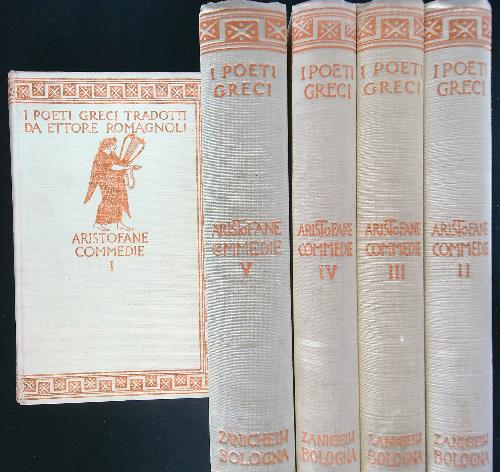 I POETI GRECI TRADOTTI
DA ETTORE ROMAGNOLI
ARISTOFANE
COMMEDIE
I
I POETI
GRECI
ARISTOFANE
COMMEDIE
V
ZANICHELLI
BOLOGNA
I POETI
GRECI
ARISTOFANE
COMMEDIE
IV
ZANICHELLI
BOLOGNA
I POETI
GRECI
ARISTOFANE
COMMEDIE
III
ZANICHELLI
BOLOGNA
I POETI
GRECI
ARISTOFANE
COMMEDIE
II
ZANICHELLI
BOLOGNA